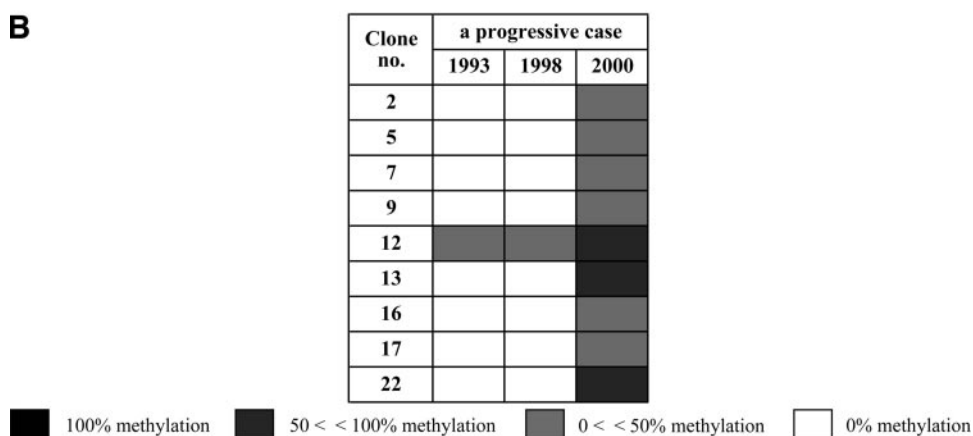 B
Clone no.
a progressive case
1993 1998 2000
2
5
7
9
12
13
16
17
22
100% methylation 50 < < 100% methylation 0 < < 50% methylation 0% methylation